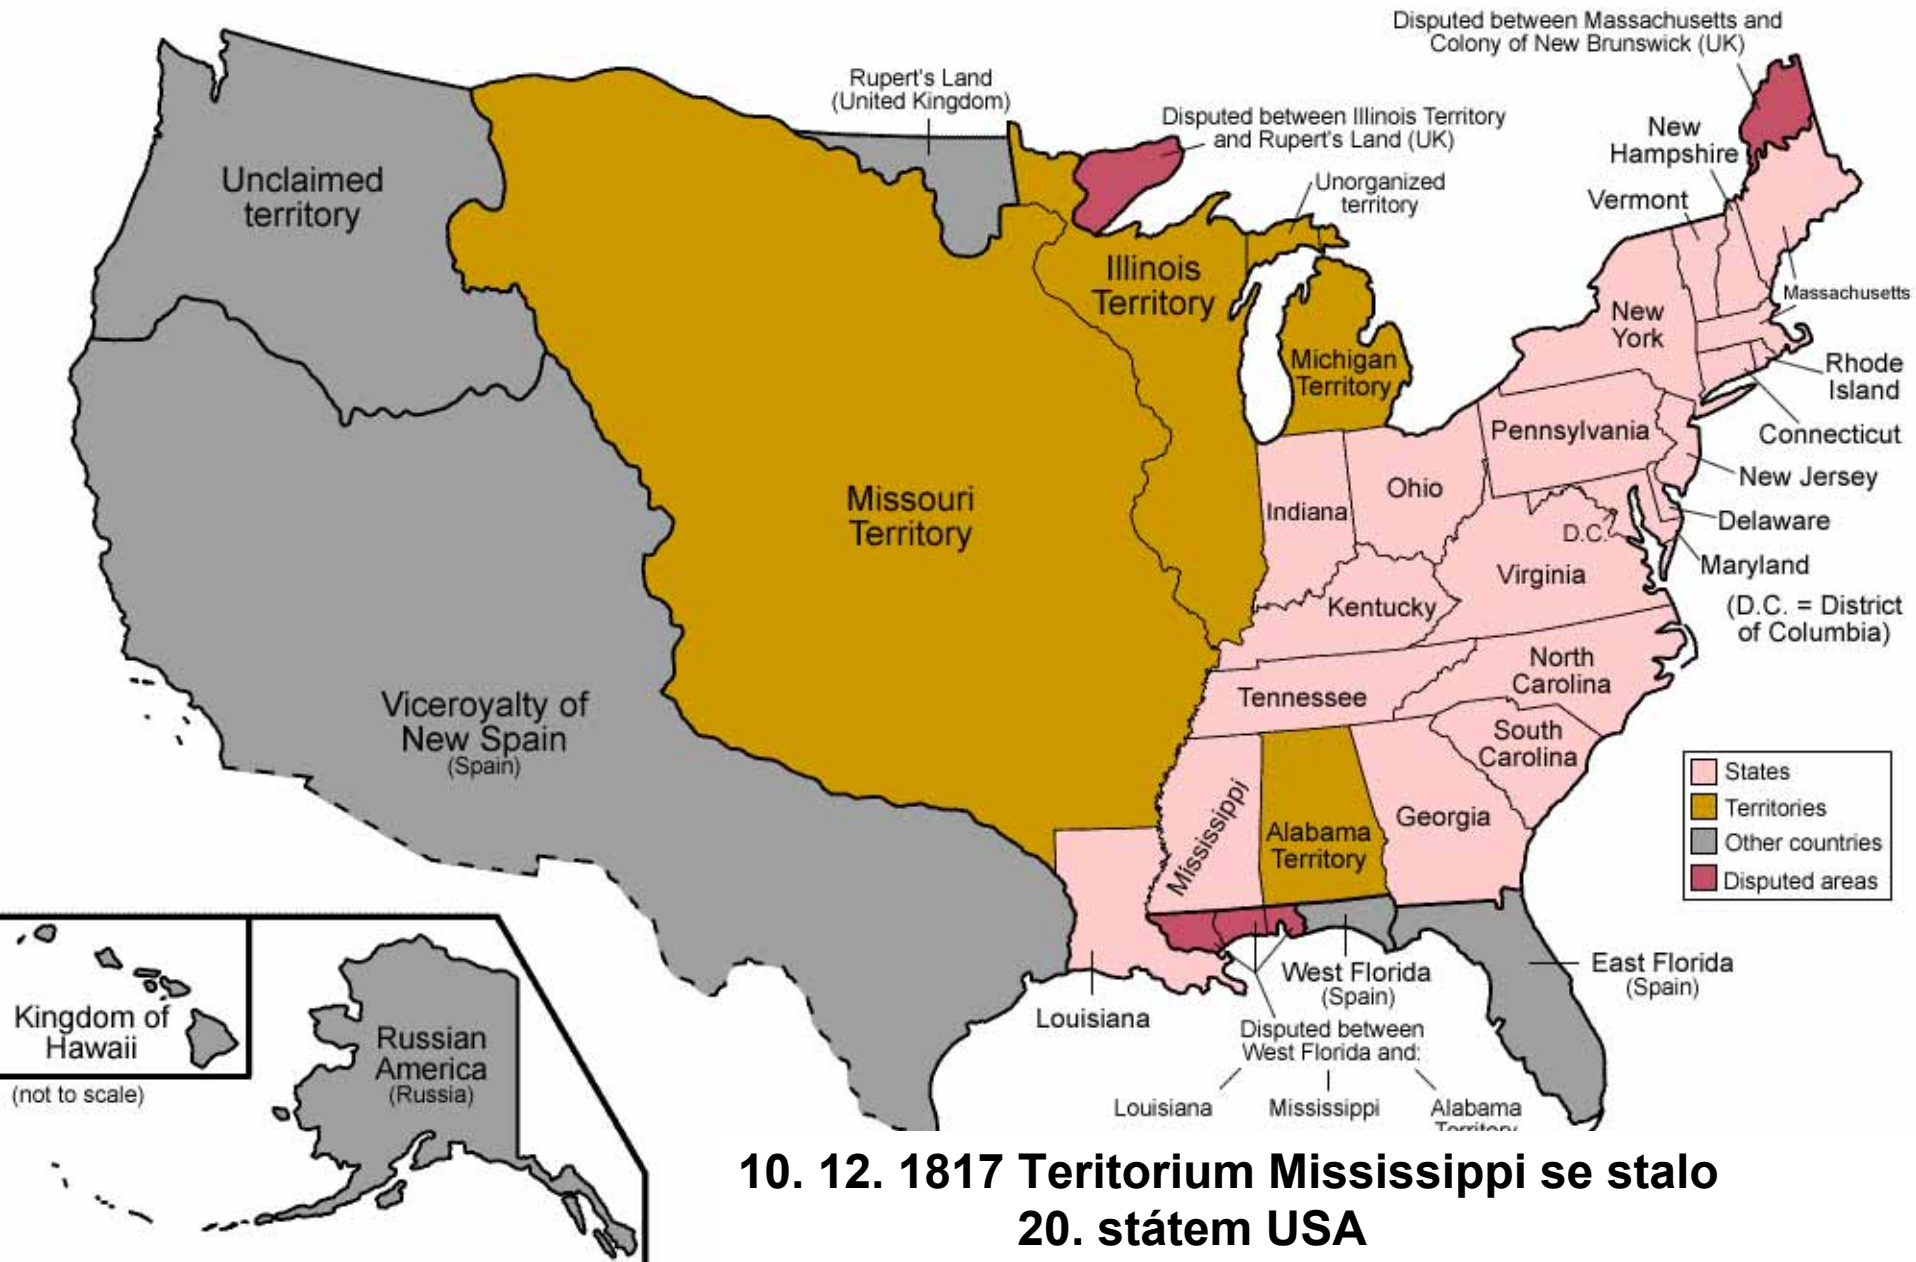 Disputed between Massachusetts and
Colony of New Brunswick (UK)
Rupert's Land
(United Kingdom)
Disputed between Illinois Territory
and Rupert's Land (UK)
New
Hampshire
Unorganized
territory
Vermont
Unclaimed
territory
Illinois
Territory
Massachusetts
New
York
Michigan
Territory
Rhode
Island
Pennsylvania
Connecticut
New Jersey
Missouri
Territory
Ohio
Indiana
Delaware
D.C.
Maryland
Virginia
Kentucky
(D.C. = District
of Columbia)
North
Carolina
Tennessee
Viceroyalty of
New Spain
(Spain)
South
Carolina
States
Territories
Other countries
Disputed areas
Mississippi
Alabama
Territory
Georgia
West Florida
(Spain)
East Florida
(Spain)
Louisiana
Disputed between
West Florida and:
Louisiana
Mississippi
Alabama
Territory
Kingdom of
Hawaii
(not to scale)
Russian
America
(Russia)
10. 12. 1817 Teritorium Mississippi se stalo
20. státem USA